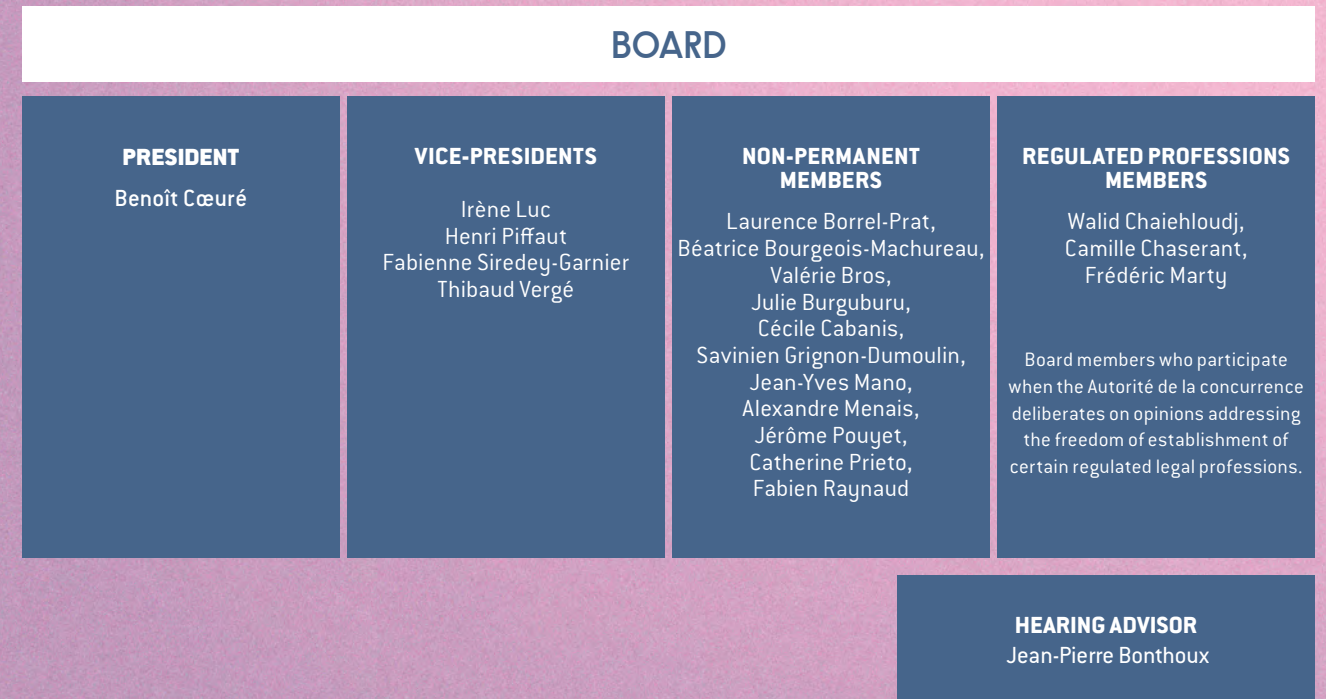 BOARD
PRESIDENT
Benoît Cœuré
VICE-PRESIDENTS
Irène Luc
Henri Piffaut
Fabienne Siredey-Garnier
Thibaud Vergé
NON-PERMANENT
MEMBERS
Laurence Borrel-Prat,
Béatrice Bourgeois-Machureau,
Valérie Bros,
Julie Burguburu,
Cécile Cabanis,
Savinien Grignon-Dumoulin,
Jean-Yves Mano,
Alexandre Menais,
Jérôme Pouyet,
Catherine Prieto,
Fabien Raynaud
REGULATED PROFESSIONS
MEMBERS
Walid Chaiehloudj,
Camille Chaserant,
Frédéric Marty
Board members who participate
when the Autorité de la concurrence
deliberates on opinions addressing
the freedom of establishment of
certain regulated legal professions.
HEARING ADVISOR
Jean-Pierre Bonthoux